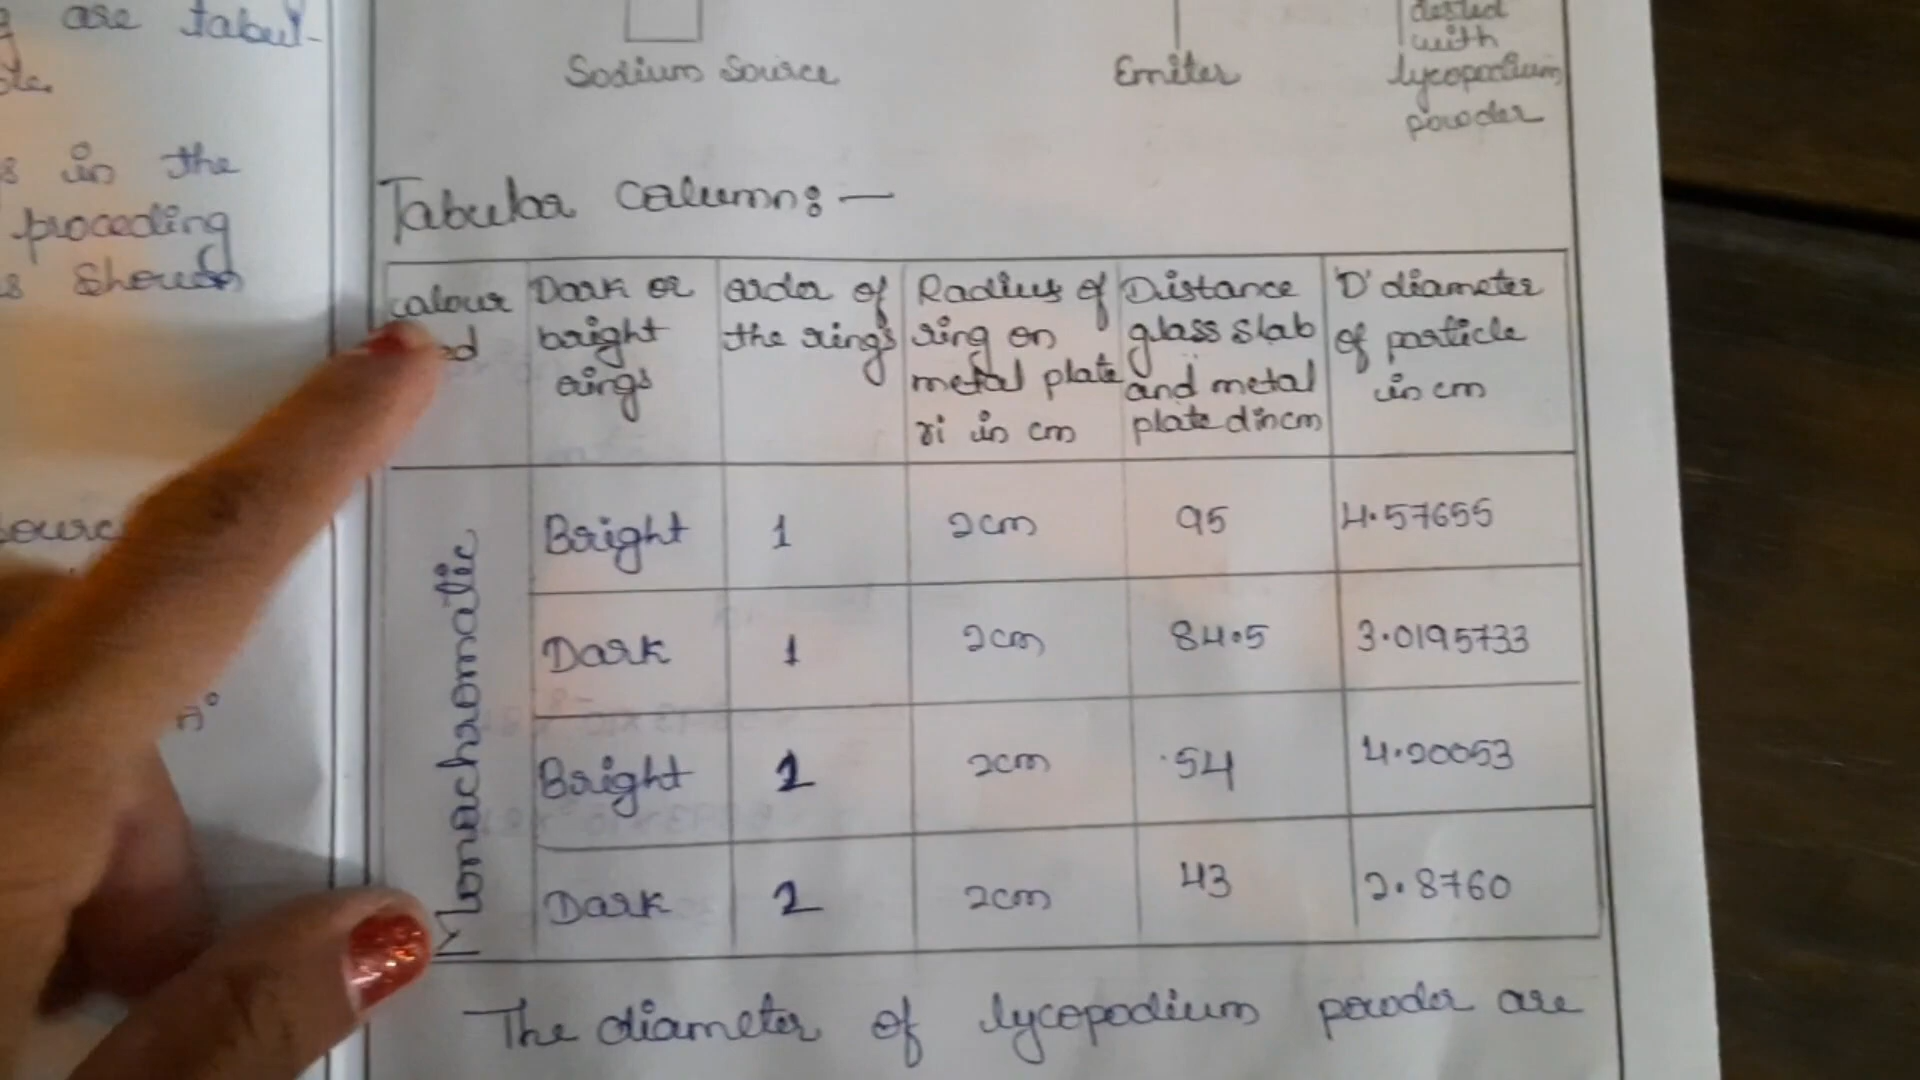 are tabul-
in the
proceding
Shown
A°
dested
with
lycopodium
powder
Sodium Source
Emiter
Tabular column:-
colour
Dark or bright rings
order of the rings
Radius of ring on metal plate ri in cm
Distance glass slab and metal plate d in cm
'D' diameter of particle in cm
Monochromatic
Bright 1 2cm 95 4.57655
Dark 1 2cm 84.5 3.0195733
Bright 2 2cm 54 4.20053
Dark 2 2cm 43 2.8760
The diameter of lycopodium powder are